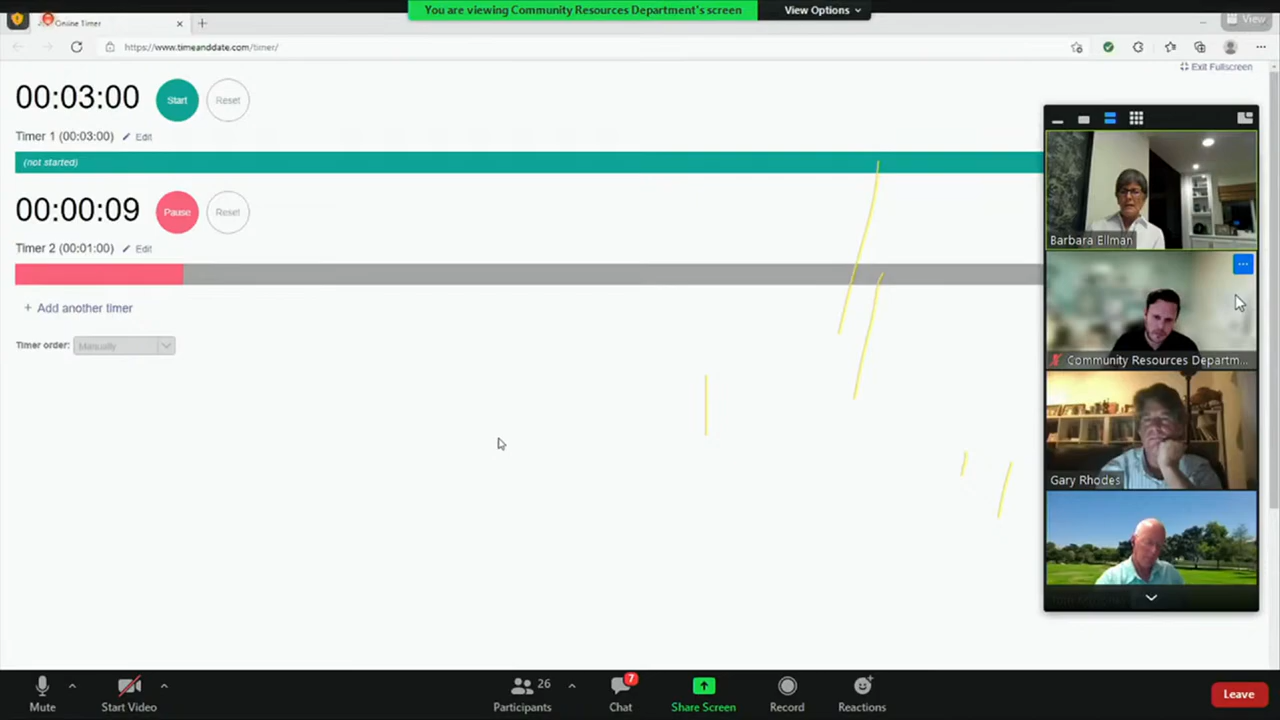 You are viewing Community Resources Department's screen
View Options
Online Timer
View
https://www.timeanddate.com/timer/
Exit Fullscreen
00:03:00
Start
Reset
Timer 1 (00:03:00)
Edit
(not started)
00:00:09
Pause
Reset
Timer 2 (00:01:00)
Edit
+ Add another timer
Timer order:
Manually
Barbara Ellman
Community Resources Departm...
Gary Rhodes
Mute
Start Video
26
Participants
7
Chat
Share Screen
Record
Reactions
Leave